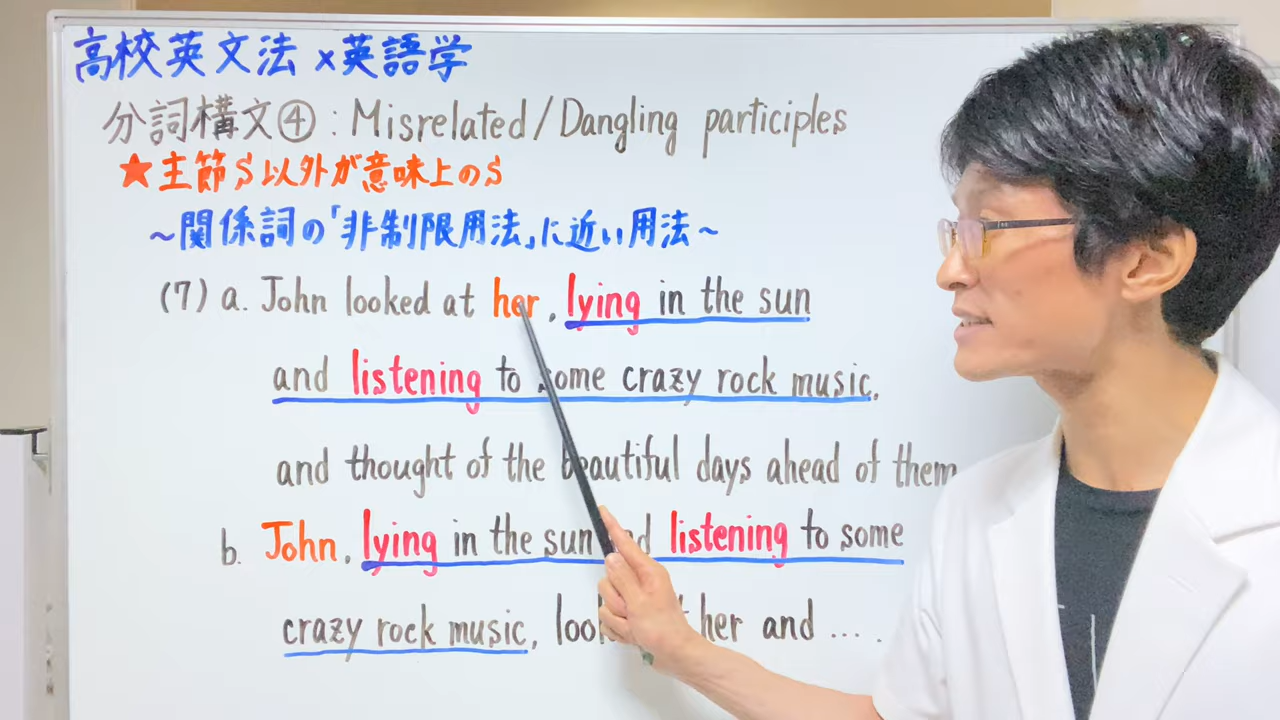 高校英文法×英語学
分詞構文④:Misrelated/Dangling participles
★主節S以外が意味上のS
~関係詞の「非制限用法」に近い用法~
(7) a. John looked at her, lying in the sun
and listening to some crazy rock music,
and thought of the beautiful days ahead of them
b. John, lying in the sun and listening to some
crazy rock music, her and ....